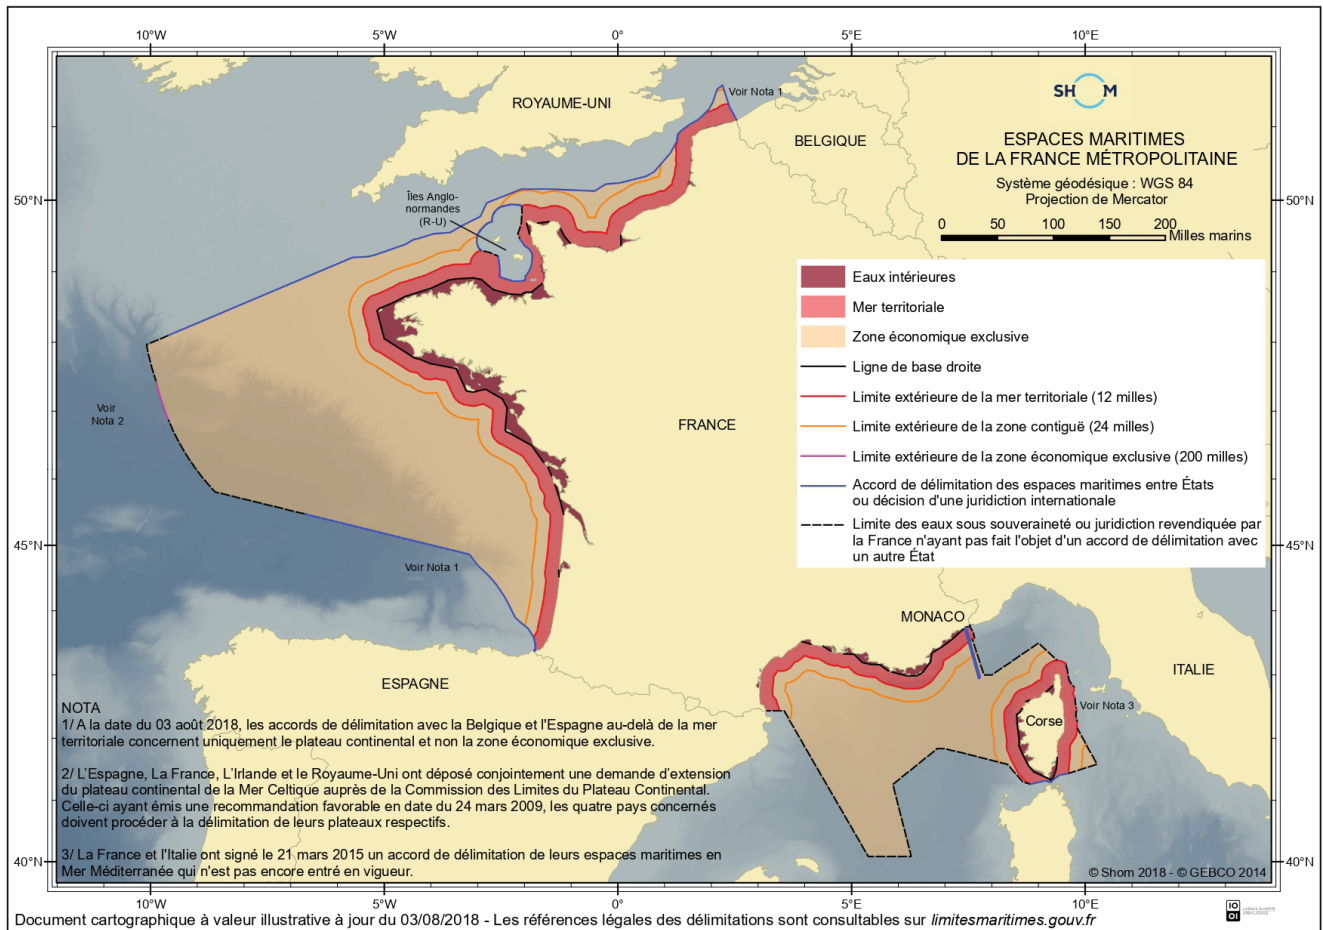 10°W 5°W 0° 5°E 10°E
Voir Nota 1
ROYAUME-UNI
BELGIQUE
SH M
ESPACES MARITIMES
DE LA FRANCE MÉTROPOLITAINE
Système géodésique : WGS 84
Projection de Mercator
0 50 100 150 200
Milles marins
50°N
50°N
Îles Anglo-
normandes
(R-U)
Eaux intérieures
Mer territoriale
Zone économique exclusive
Ligne de base droite
Limite extérieure de la mer territoriale (12 milles)
Limite extérieure de la zone contiguë (24 milles)
Limite extérieure de la zone économique exclusive (200 milles)
Accord de délimitation des espaces maritimes entre États
ou décision d'une juridiction internationale
Limite des eaux sous souveraineté ou juridiction revendiquée par
la France n'ayant pas fait l'objet d'un accord de délimitation avec
un autre État
Voir
Nota 2
FRANCE
45°N
45°N
Voir Nota 1
MONACO
ITALIE
ESPAGNE
Corse
Voir Nota 3
NOTA
1/ A la date du 03 août 2018, les accords de délimitation avec la Belgique et l'Espagne au-delà de la mer
territoriale concernent uniquement le plateau continental et non la zone économique exclusive.
2/ L'Espagne, La France, L'Irlande et le Royaume-Uni ont déposé conjointement une demande d'extension
du plateau continental de la Mer Celtique auprès de la Commission des Limites du Plateau Continental.
Celle-ci ayant émis une recommandation favorable en date du 24 mars 2009, les quatre pays concernés
doivent procéder à la délimitation de leurs plateaux respectifs.
3/ La France et l'Italie ont signé le 21 mars 2015 un accord de délimitation de leurs espaces maritimes en
Mer Méditerranée qui n'est pas encore entré en vigueur.
40°N
40°N
© Shom 2018 - © GEBCO 2014
10°W 5°W 0° 5°E 10°E
Document cartographique à valeur illustrative à jour du 03/08/2018 - Les références légales des délimitations sont consultables sur limitesmaritimes.gouv.fr